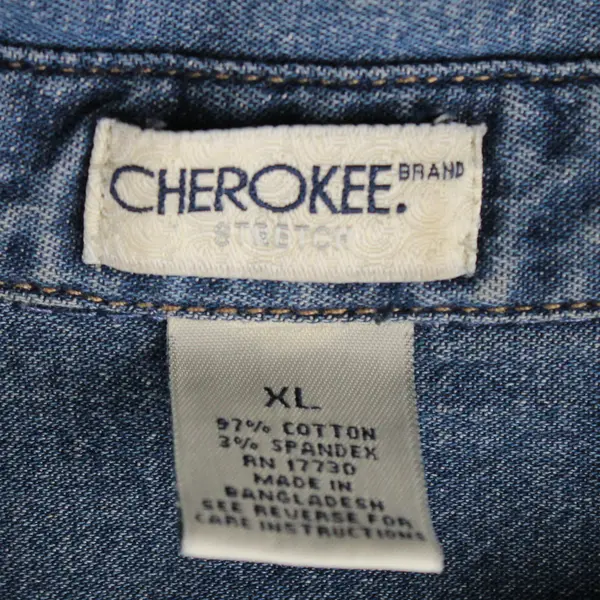 CHEROKEE. BRAND
STRETCH
XL
97% COTTON
3% SPANDEX
RN 17730
MADE IN
BANGLADESH
SEE REVERSE FOR
CARE INSTRUCTIONS